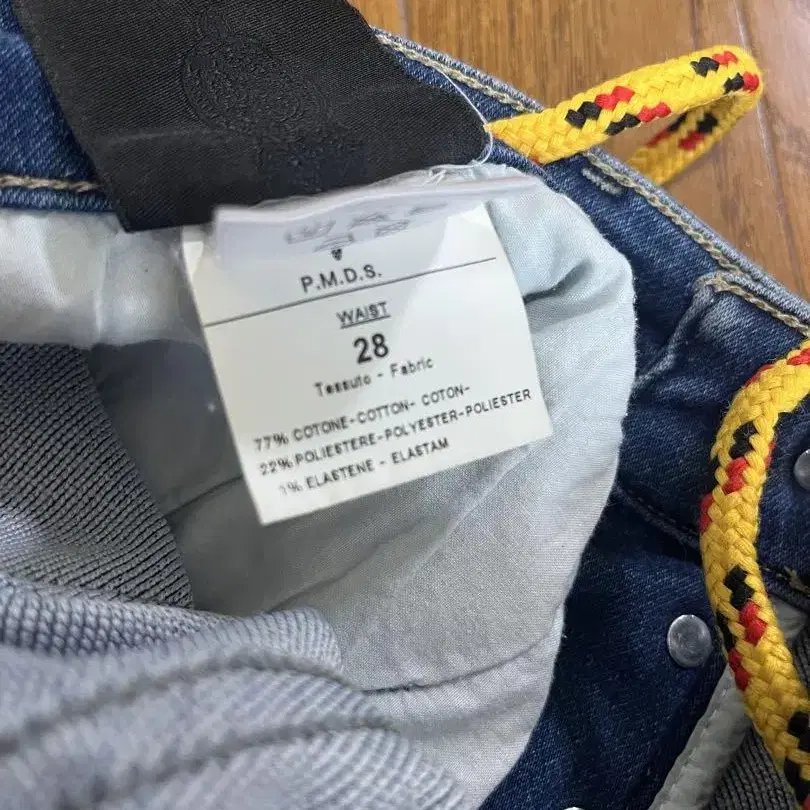 P.M.D.S.
WAIST
28
Tessuto - Fabric
77% COTONE-COTTON- COTON-
22% POLIESTERE-POLYESTER-POLIESTER
1% ELASTENE - ELASTAM